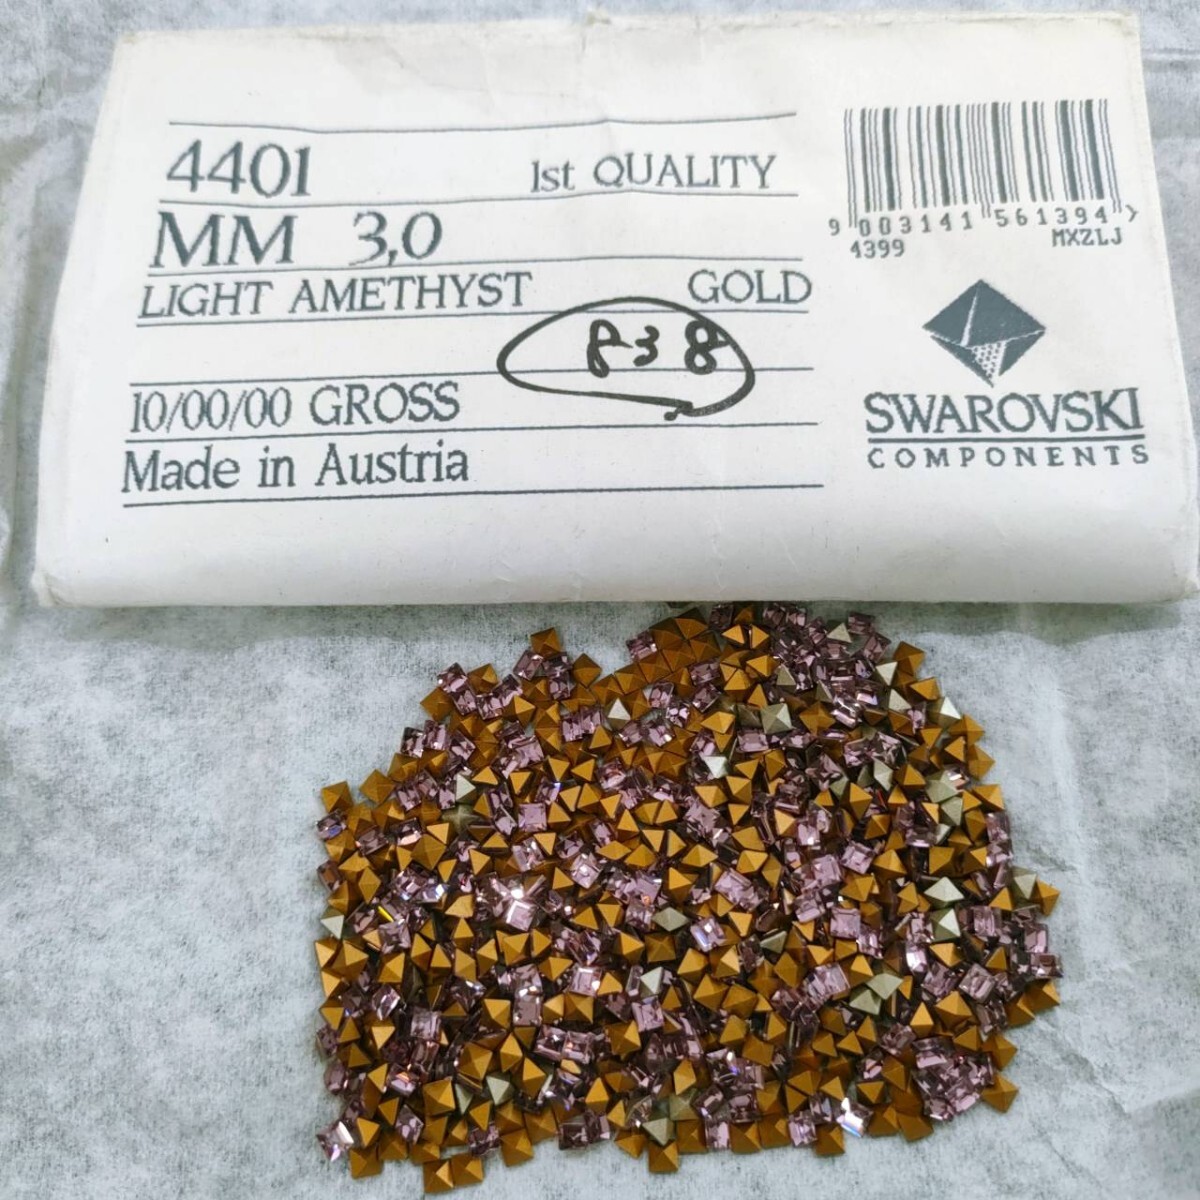 4401 1st QUALITY
MM 3,0
LIGHT AMETHYST GOLD
838
10/00/00 GROSS
Made in Austria
9 003141 561394 >
4399 MXZLJ
SWAROVSKI
COMPONENTS